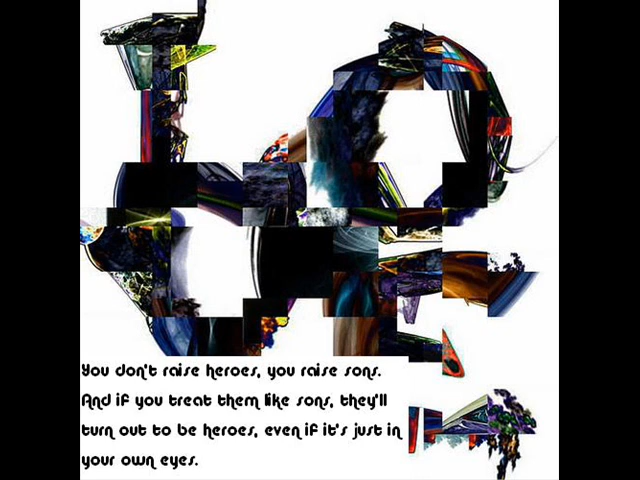 You don't raise heroes, you raise sons.
And if you treat them like sons, they'll
turn out to be heroes, even if it's just in
your own eyes.